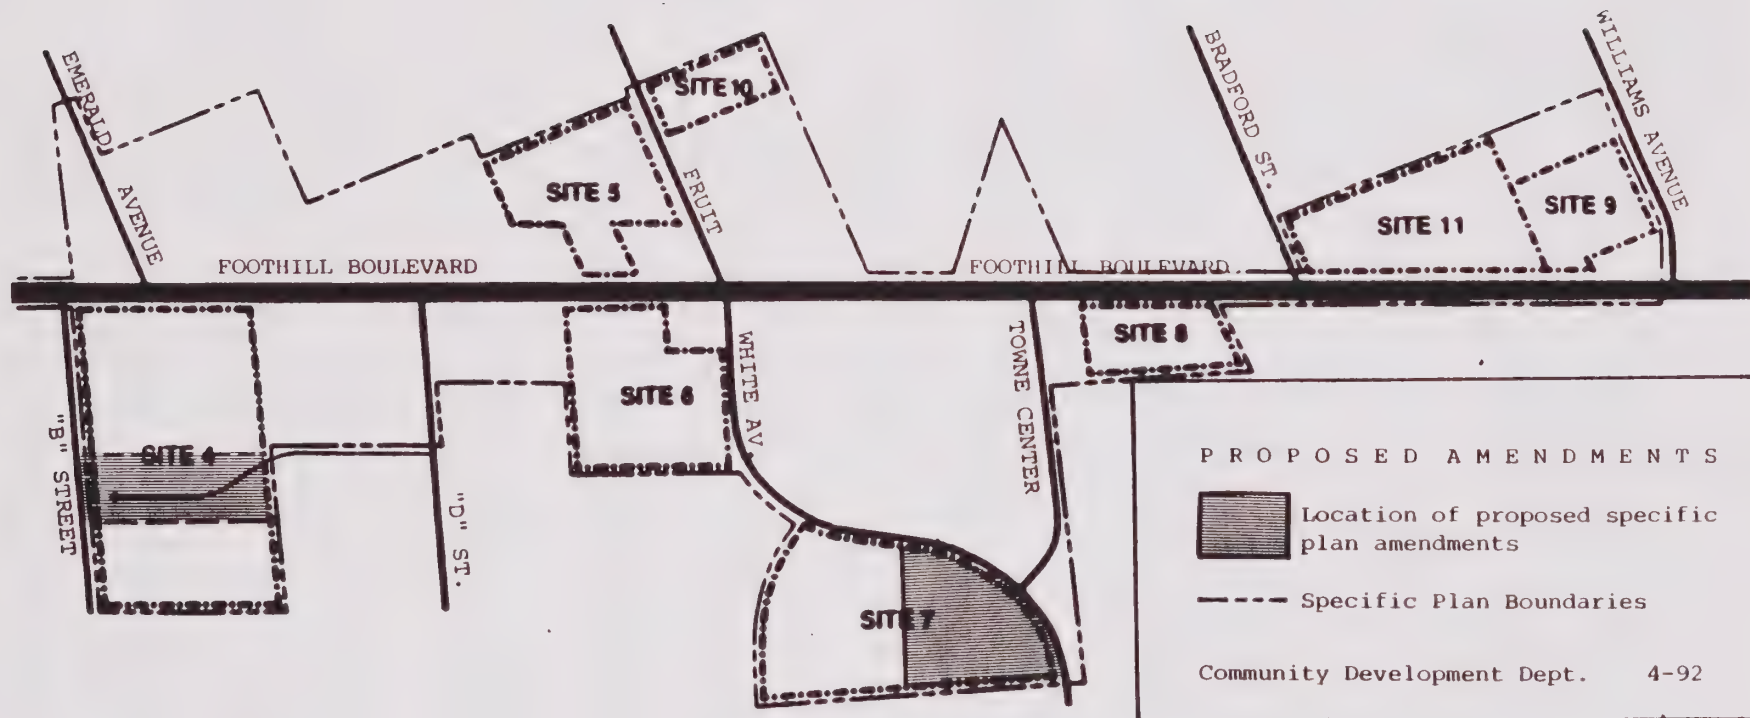 EMERALD AVENUE
FRUIT
BRADFORD ST.
WILLIAMS AVENUE
SITE 10
SITE 5
SITE 11
SITE 9
FOOTHILL BOULEVARD
FOOTHILL BOULEVARD
SITE 8
SITE 6
WHITE AV.
TOWNE CENTER
SITE 4
"B" STREET
"D" ST.
SITE 7
PROPOSED AMENDMENTS
Location of proposed specific
plan amendments
Specific Plan Boundaries
Community Development Dept. 4-92